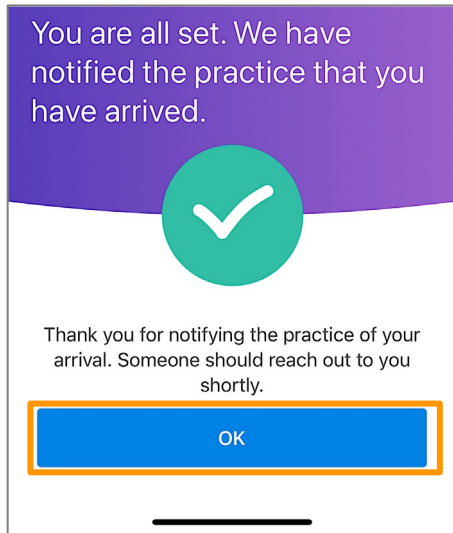 You are all set. We have
notified the practice that you
have arrived.
Thank you for notifying the practice of your
arrival. Someone should reach out to you
shortly.
OK